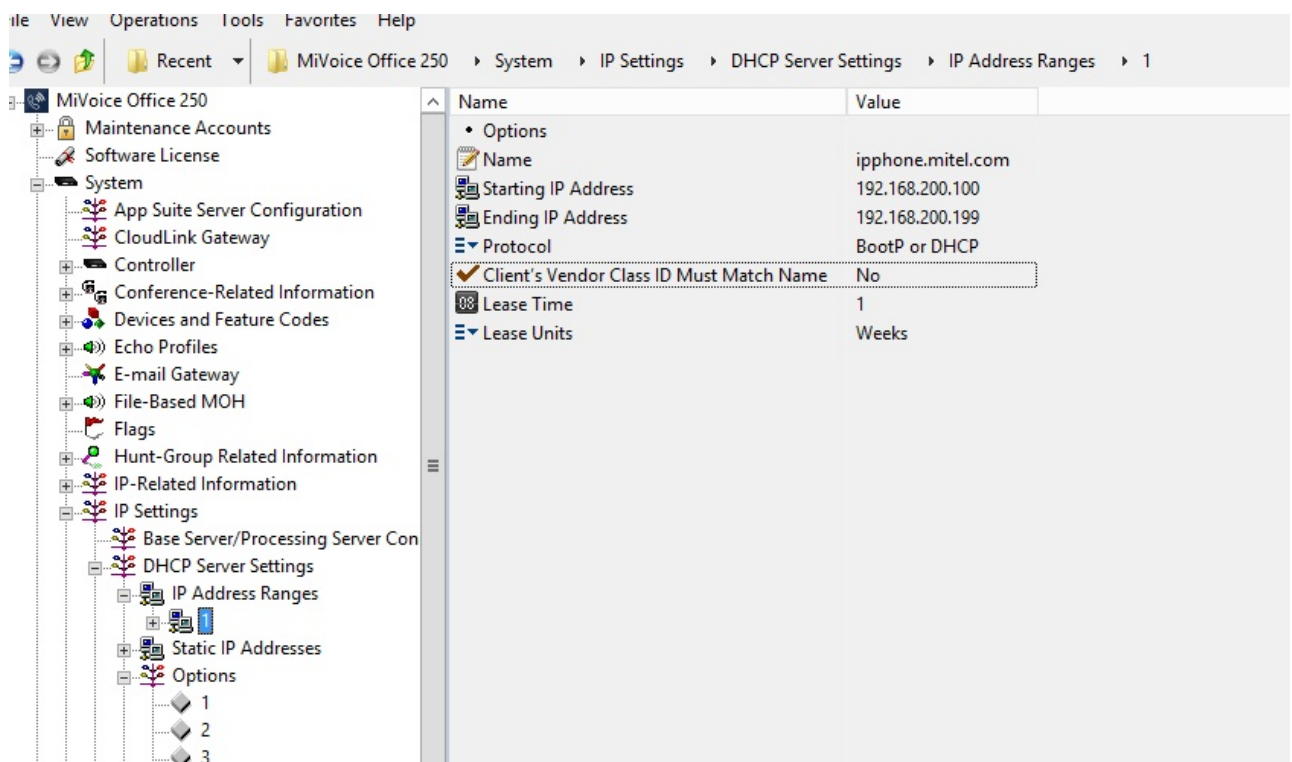 File View Operations Tools Favorites Help
Recent MiVoice Office 250 System IP Settings DHCP Server Settings IP Address Ranges 1
MiVoice Office 250
Maintenance Accounts
Software License
System
App Suite Server Configuration
CloudLink Gateway
Controller
Conference-Related Information
Devices and Feature Codes
Echo Profiles
E-mail Gateway
File-Based MOH
Flags
Hunt-Group Related Information
IP-Related Information
IP Settings
Base Server/Processing Server Con
DHCP Server Settings
IP Address Ranges
1
Static IP Addresses
Options
1
2
3
Name Value
Options
Name ipphone.mitel.com
Starting IP Address 192.168.200.100
Ending IP Address 192.168.200.199
Protocol BootP or DHCP
Client's Vendor Class ID Must Match Name No
08 Lease Time 1
Lease Units Weeks